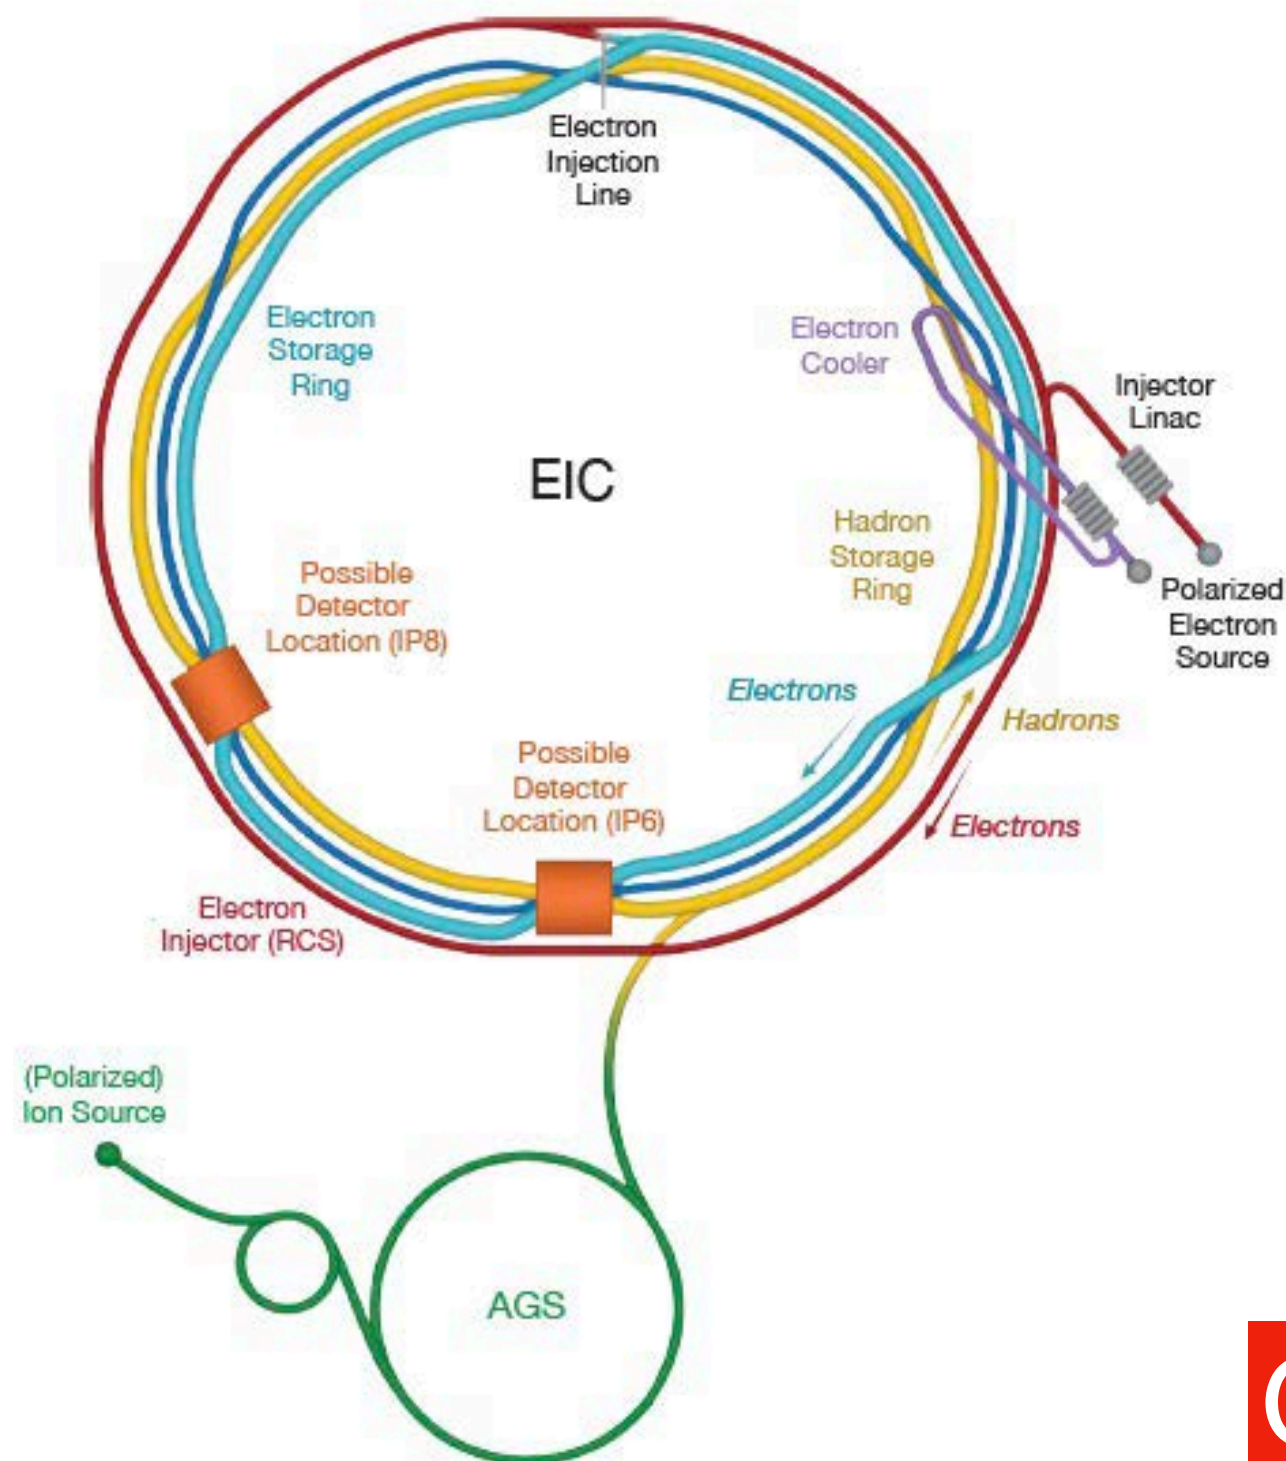 Electron
Injection
Line
Electron
Storage
Ring
Electron
Cooler
Injector
Linac
EIC
Hadron
Storage
Ring
Possible
Detector
Location (IP8)
Polarized
Electron
Source
Electrons
Hadrons
Possible
Detector
Location (IP6)
Electrons
Electron
Injector (RCS)
(Polarized)
Ion Source
AGS